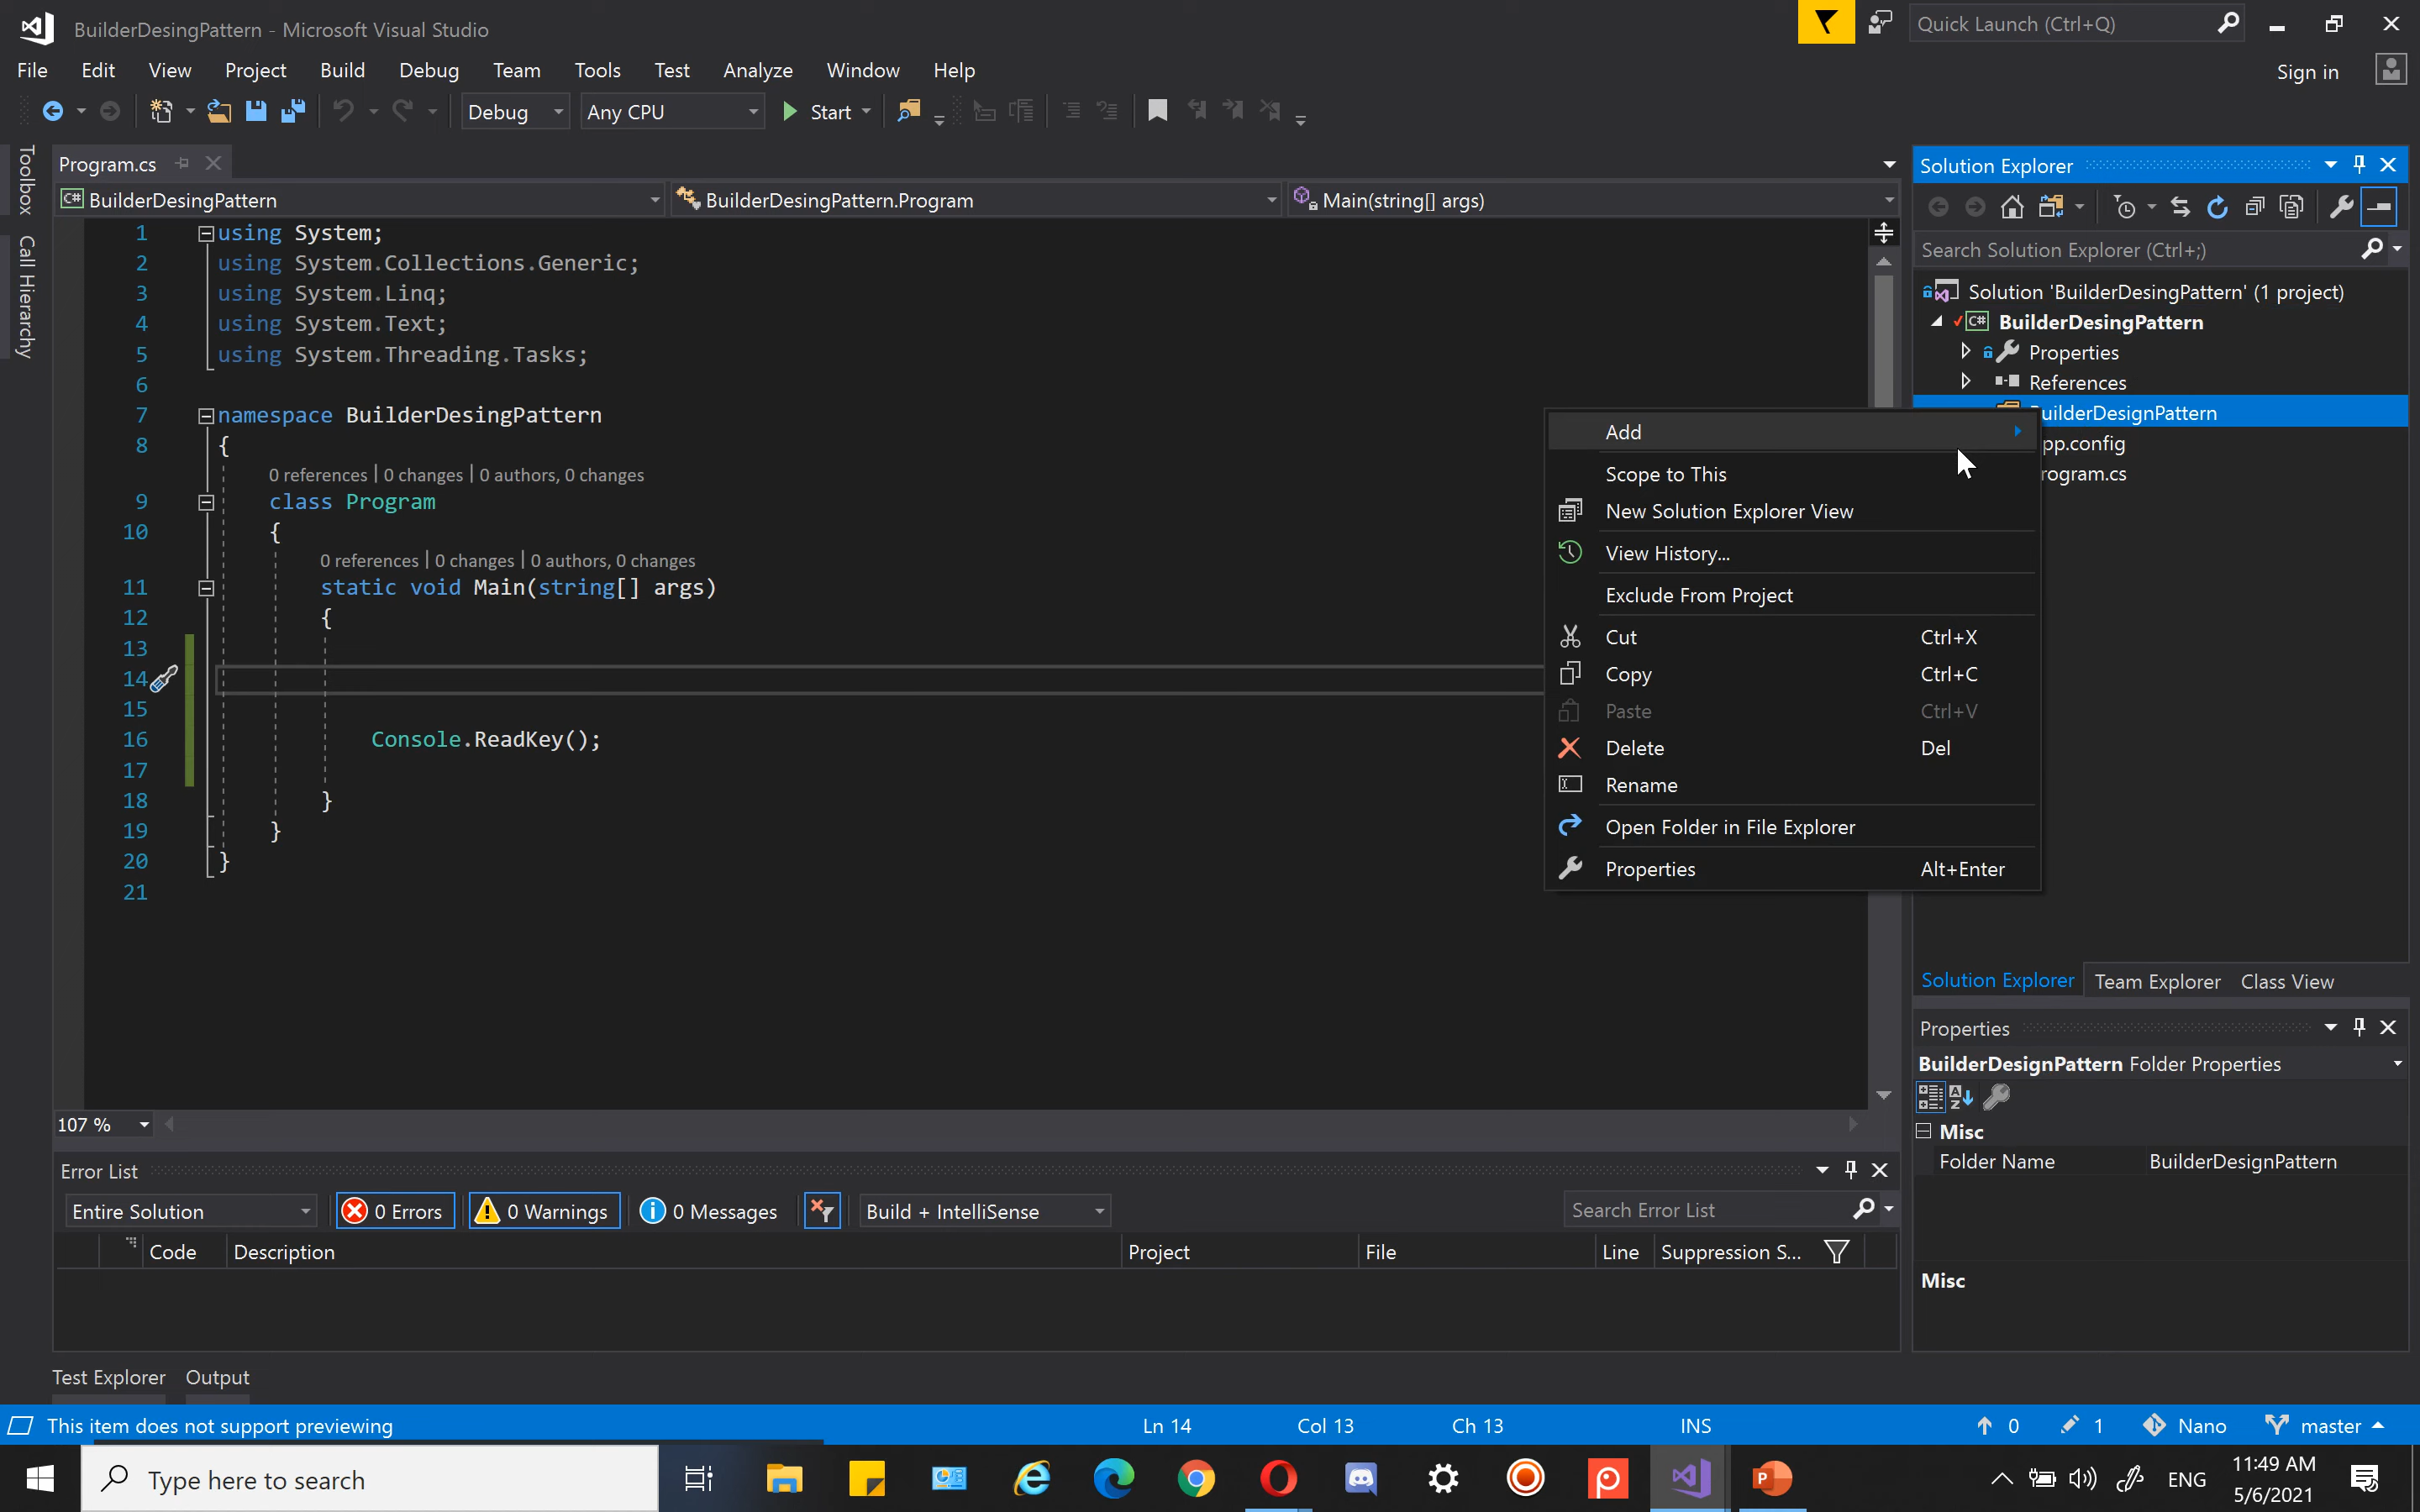 BuilderDesingPattern - Microsoft Visual Studio
Quick Launch (Ctrl+Q)
File Edit View Project Build Debug Team Tools Test Analyze Window Help
Sign in
Debug Any CPU Start
Toolbox
Call Hierarchy
Program.cs
BuilderDesingPattern BuilderDesingPattern.Program Main(string[] args)
1 using System;
2 using System.Collections.Generic;
3 using System.Linq;
4 using System.Text;
5 using System.Threading.Tasks;
6
7 namespace BuilderDesingPattern
8 {
0 references | 0 changes | 0 authors, 0 changes
9 class Program
10 {
0 references | 0 changes | 0 authors, 0 changes
11 static void Main(string[] args)
12 {
13
14
15
16 Console.ReadKey();
17
18 }
19 }
20 }
21
107 %
Solution Explorer
Search Solution Explorer (Ctrl+;)
Solution 'BuilderDesingPattern' (1 project)
C# BuilderDesingPattern
Properties
References
uilderDesignPattern
pp.config
rogram.cs
Add
Scope to This
New Solution Explorer View
View History...
Exclude From Project
Cut Ctrl+X
Copy Ctrl+C
Paste Ctrl+V
Delete Del
Rename
Open Folder in File Explorer
Properties Alt+Enter
Solution Explorer Team Explorer Class View
Properties
BuilderDesignPattern Folder Properties
Misc
Folder Name BuilderDesignPattern
Misc
Error List
Entire Solution 0 Errors 0 Warnings 0 Messages Build + IntelliSense Search Error List
Code Description Project File Line Suppression S...
Test Explorer Output
This item does not support previewing Ln 14 Col 13 Ch 13 INS 0 1 Nano master
Type here to search
ENG
11:49 AM
5/6/2021